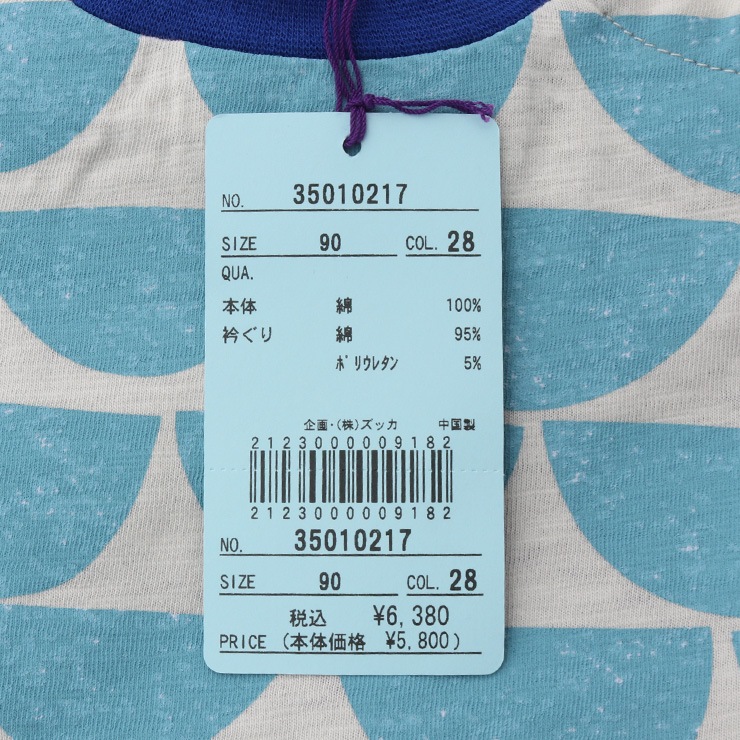 NO. 35010217
SIZE 90 COL. 28
QUA.
本体 綿 100%
衿ぐり 綿 95%
ﾎﾟﾘｳﾚﾀﾝ 5%
企画・(株)ズッカ 中国製
2123000009182
2123000009182
NO. 35010217
SIZE 90 COL. 28
税込 ¥6,380
PRICE (本体価格 ¥5,800)